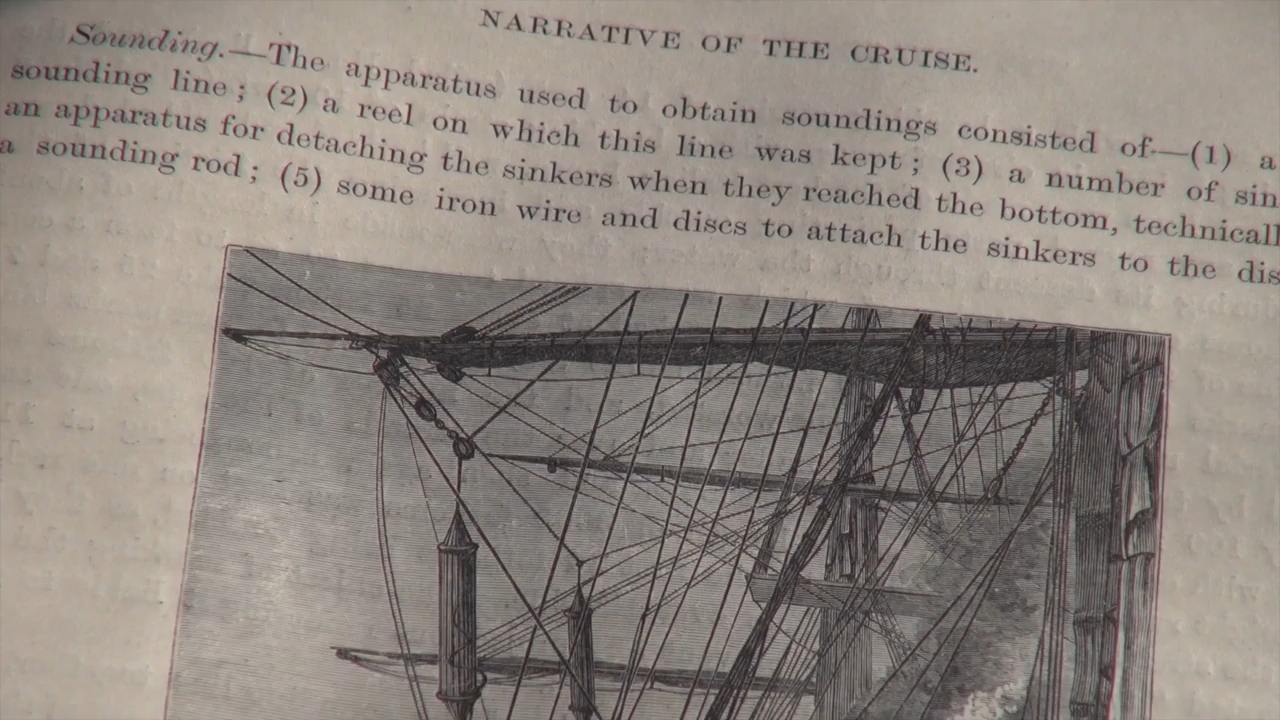 NARRATIVE OF THE CRUISE.
Sounding.—The apparatus used to obtain soundings consisted of—(1) a
sounding line; (2) a reel on which this line was kept; (3) a number of sin
an apparatus for detaching the sinkers when they reached the bottom, technicall
a sounding rod; (5) some iron wire and discs to attach the sinkers to the dis